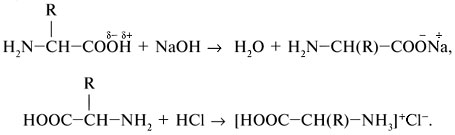 R
H₂N–CH–COOH + NaOH → H₂O + H₂N–CH(R)–COONa,
δ– δ+
– ÷
R
HOOC–CH–NH₂ + HCl → [HOOC–CH(R)–NH₃]⁺Cl⁻.